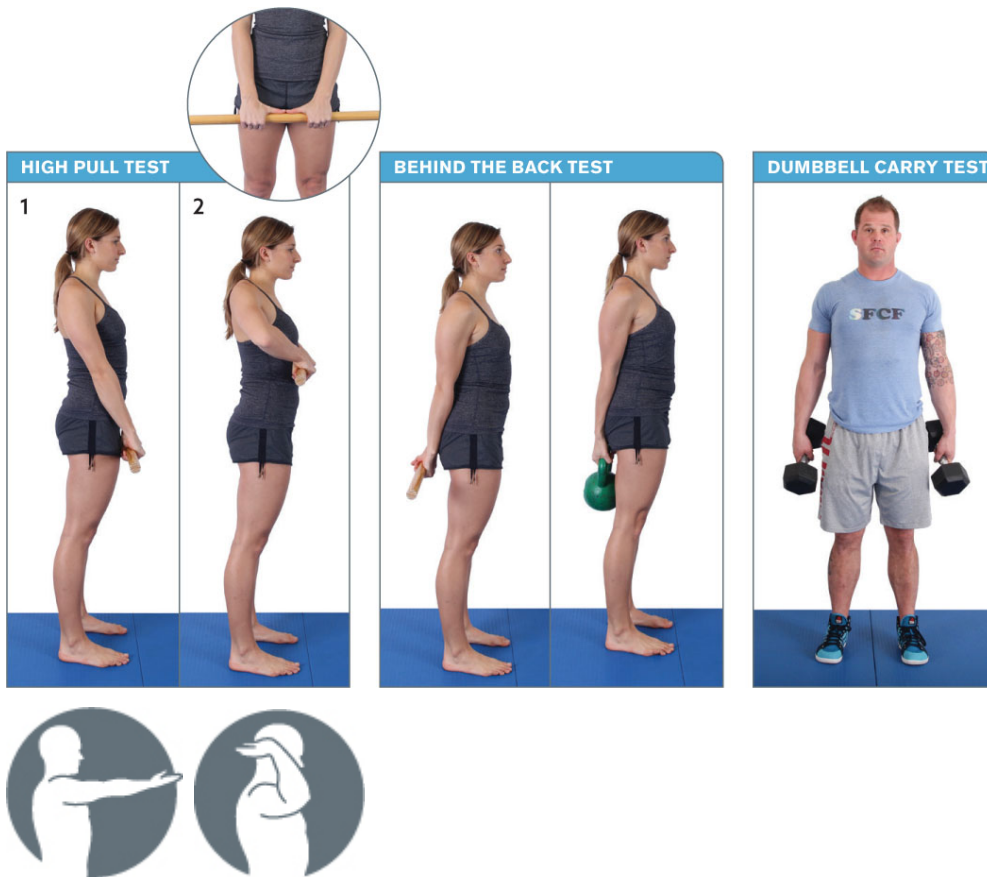 HIGH PULL TEST
1
2
BEHIND THE BACK TEST
DUMBBELL CARRY TEST
SFCF